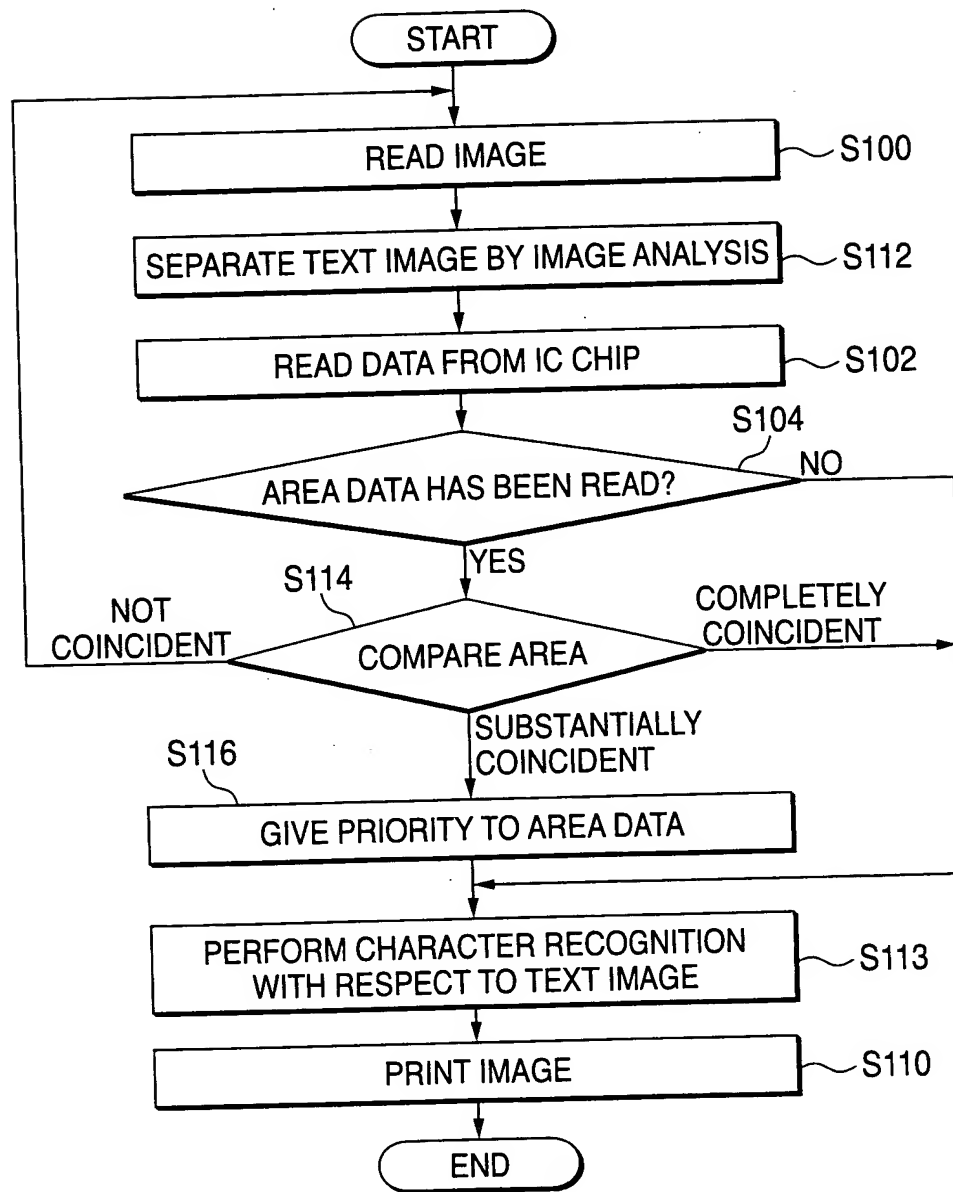 START
READ IMAGE
S100
SEPARATE TEXT IMAGE BY IMAGE ANALYSIS
S112
READ DATA FROM IC CHIP
S102
S104
AREA DATA HAS BEEN READ?
NO
YES
S114
NOT
COINCIDENT
COMPARE AREA
COMPLETELY
COINCIDENT
SUBSTANTIALLY
COINCIDENT
S116
GIVE PRIORITY TO AREA DATA
PERFORM CHARACTER RECOGNITION
WITH RESPECT TO TEXT IMAGE
S113
PRINT IMAGE
S110
END